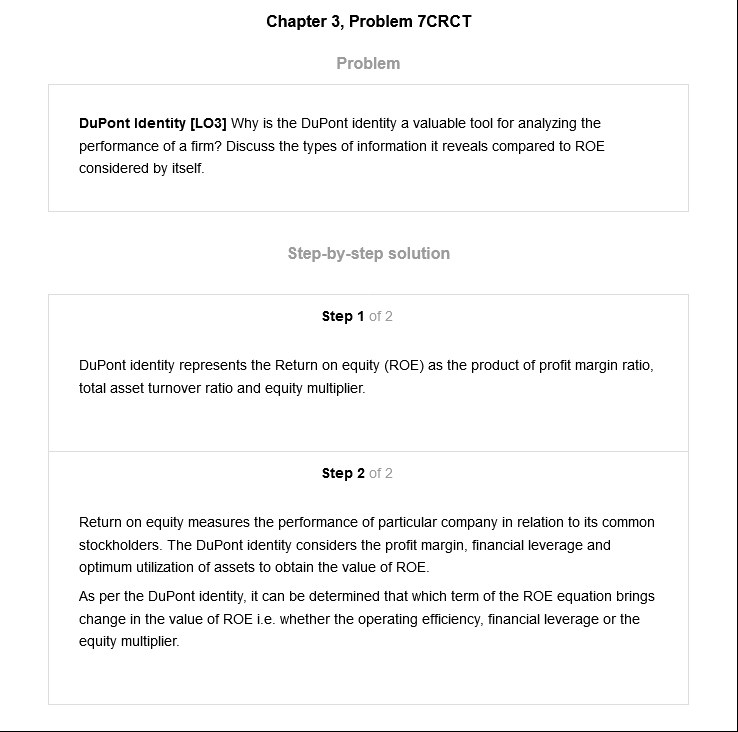 Chapter 3, Problem 7CRCT
Problem
DuPont Identity [LO3] Why is the DuPont identity a valuable tool for analyzing the
performance of a firm? Discuss the types of information it reveals compared to ROE
considered by itself.
Step-by-step solution
Step 1 of 2
DuPont identity represents the Return on equity (ROE) as the product of profit margin ratio,
total asset turnover ratio and equity multiplier.
Step 2 of 2
Return on equity measures the performance of particular company in relation to its common
stockholders. The DuPont identity considers the profit margin, financial leverage and
optimum utilization of assets to obtain the value of ROE.
As per the DuPont identity, it can be determined that which term of the ROE equation brings
change in the value of ROE i.e. whether the operating efficiency, financial leverage or the
equity multiplier.